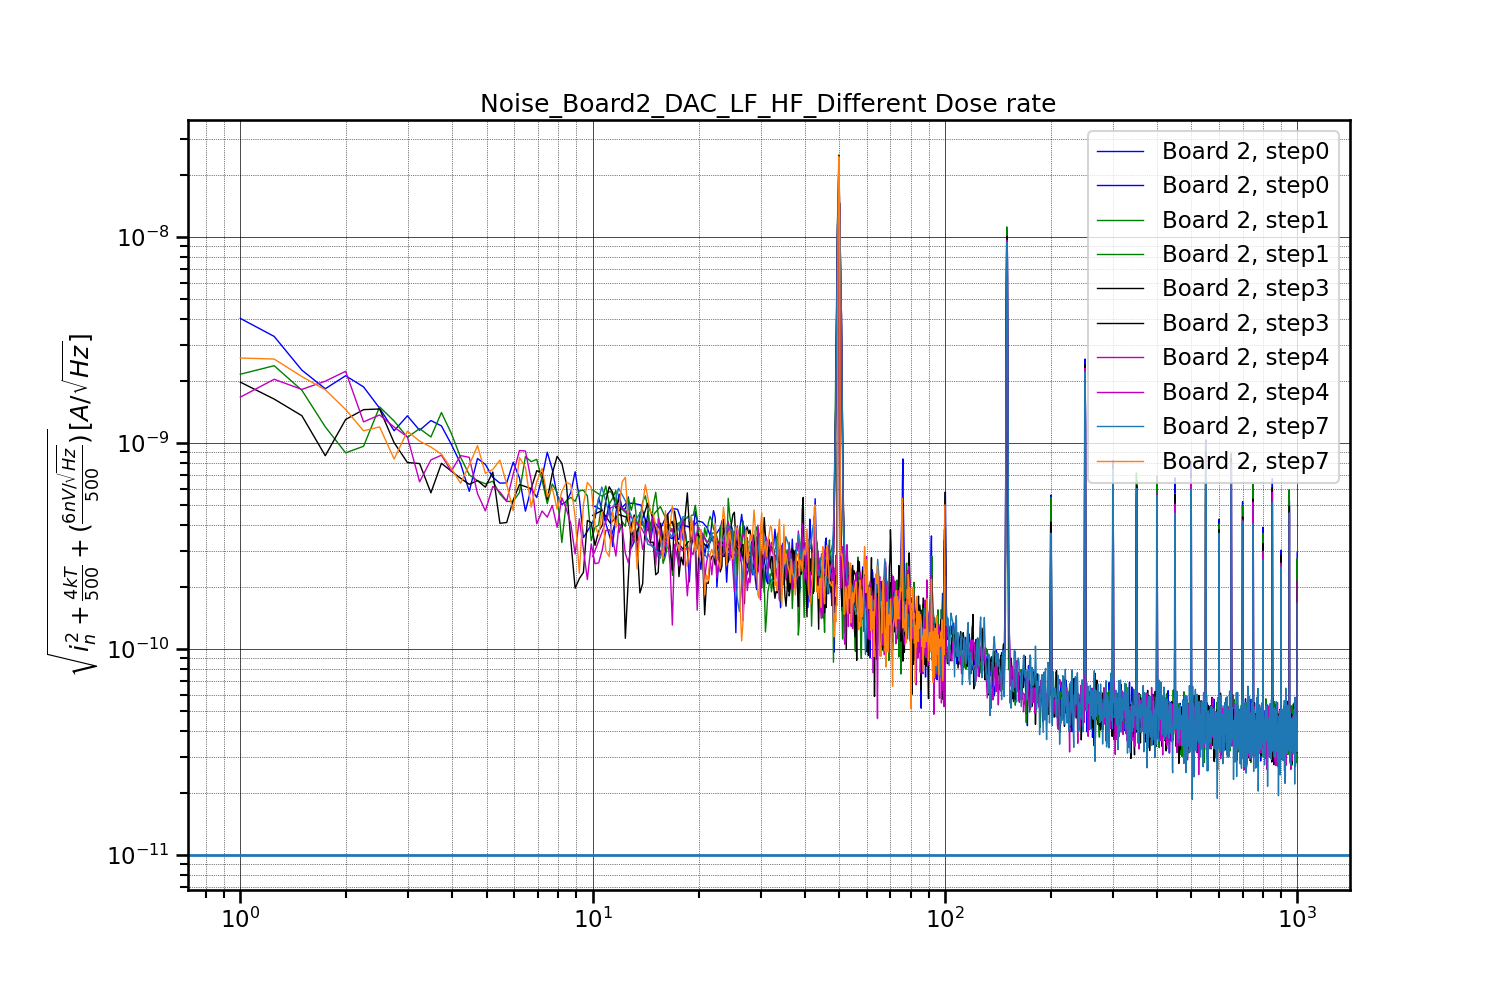 Noise_Board2_DAC_LF_HF_Different Dose rate
Board 2, step0
Board 2, step0
Board 2, step1
Board 2, step1
Board 2, step3
Board 2, step3
Board 2, step4
Board 2, step4
Board 2, step7
Board 2, step7
10⁻⁸
10⁻⁹
10⁻¹⁰
10⁻¹¹
√(iₙ² + 4kT/500 + (6nV/√Hz/500)) [A/√Hz]
10⁰ 10¹ 10² 10³